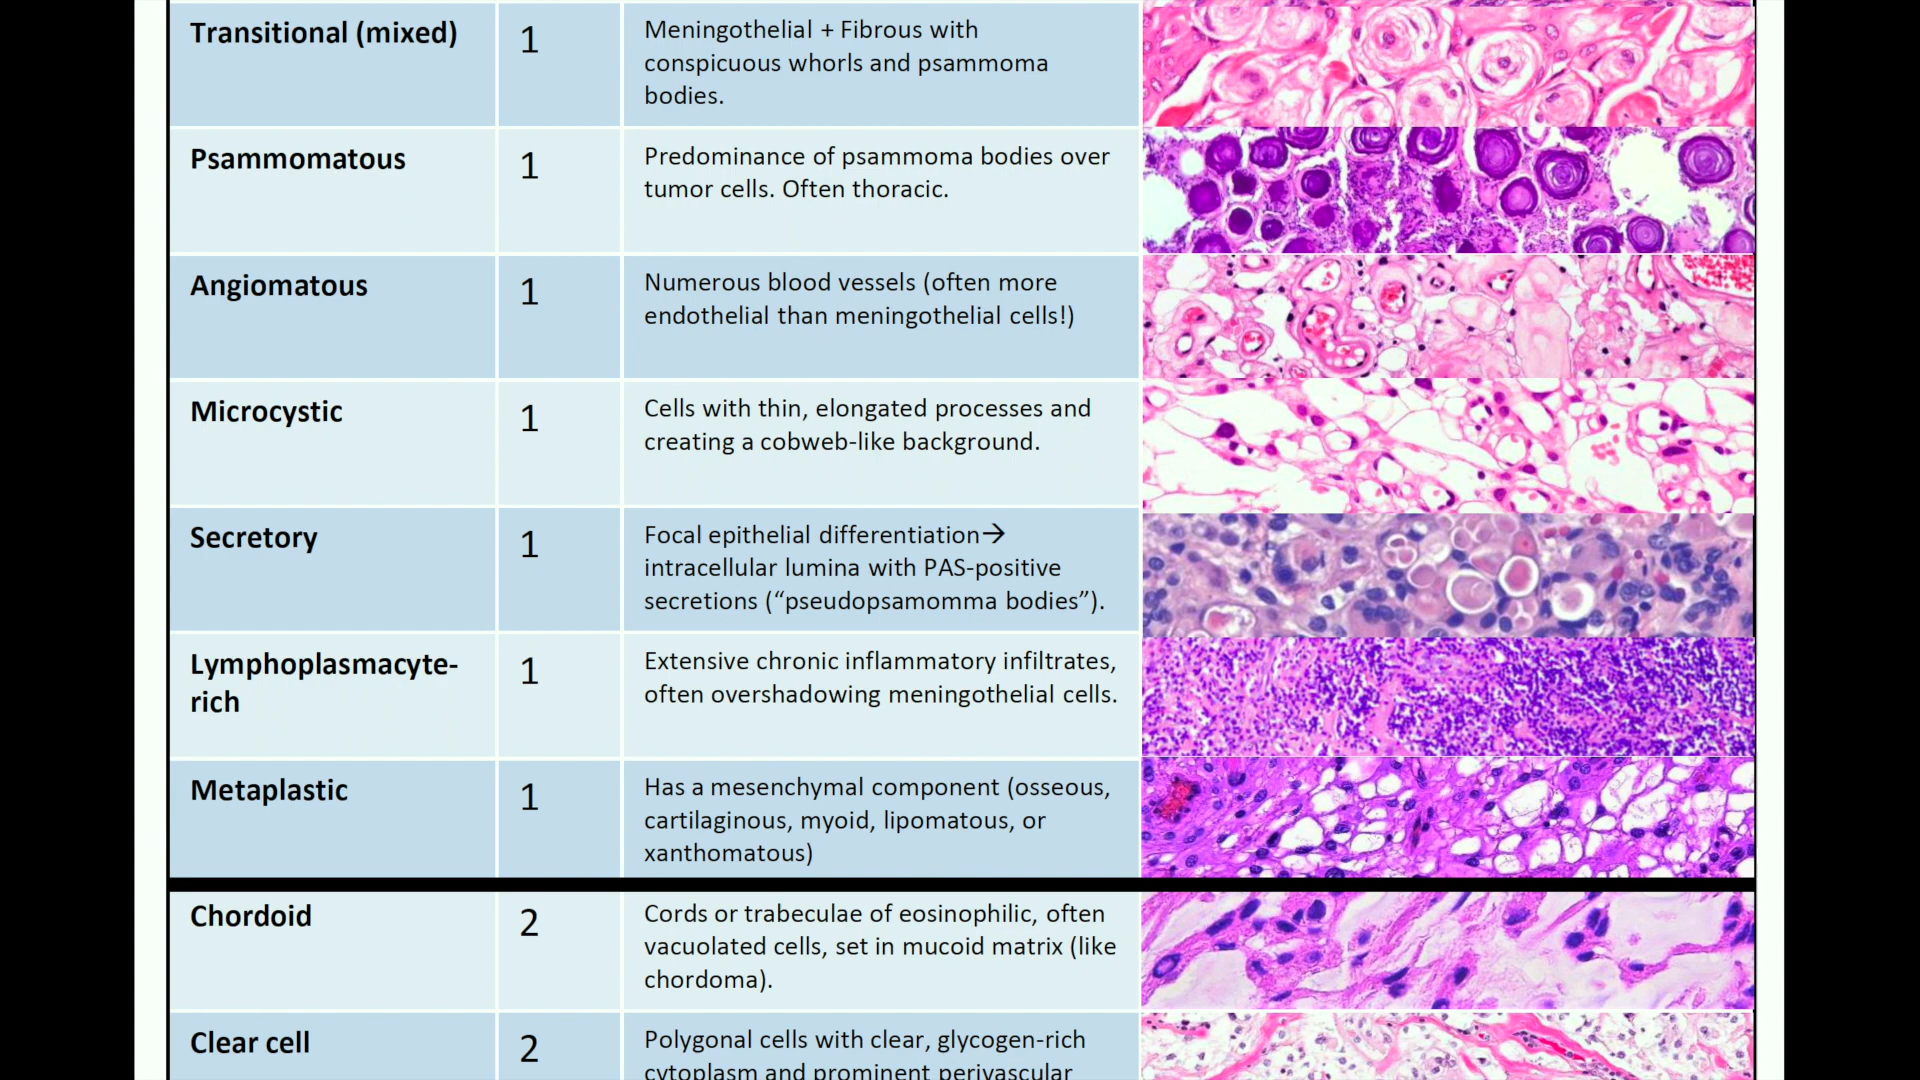 Transitional (mixed)
1
Meningothelial + Fibrous with
conspicuous whorls and psammoma
bodies.
Psammomatous
1
Predominance of psammoma bodies over
tumor cells. Often thoracic.
Angiomatous
1
Numerous blood vessels (often more
endothelial than meningothelial cells!)
Microcystic
1
Cells with thin, elongated processes and
creating a cobweb-like background.
Secretory
1
Focal epithelial differentiation→
intracellular lumina with PAS-positive
secretions (“pseudopsamomma bodies”).
Lymphoplasmacyte-
rich
1
Extensive chronic inflammatory infiltrates,
often overshadowing meningothelial cells.
Metaplastic
1
Has a mesenchymal component (osseous,
cartilaginous, myoid, lipomatous, or
xanthomatous)
Chordoid
2
Cords or trabeculae of eosinophilic, often
vacuolated cells, set in mucoid matrix (like
chordoma).
Clear cell
2
Polygonal cells with clear, glycogen-rich
cytoplasm and prominent perivascular